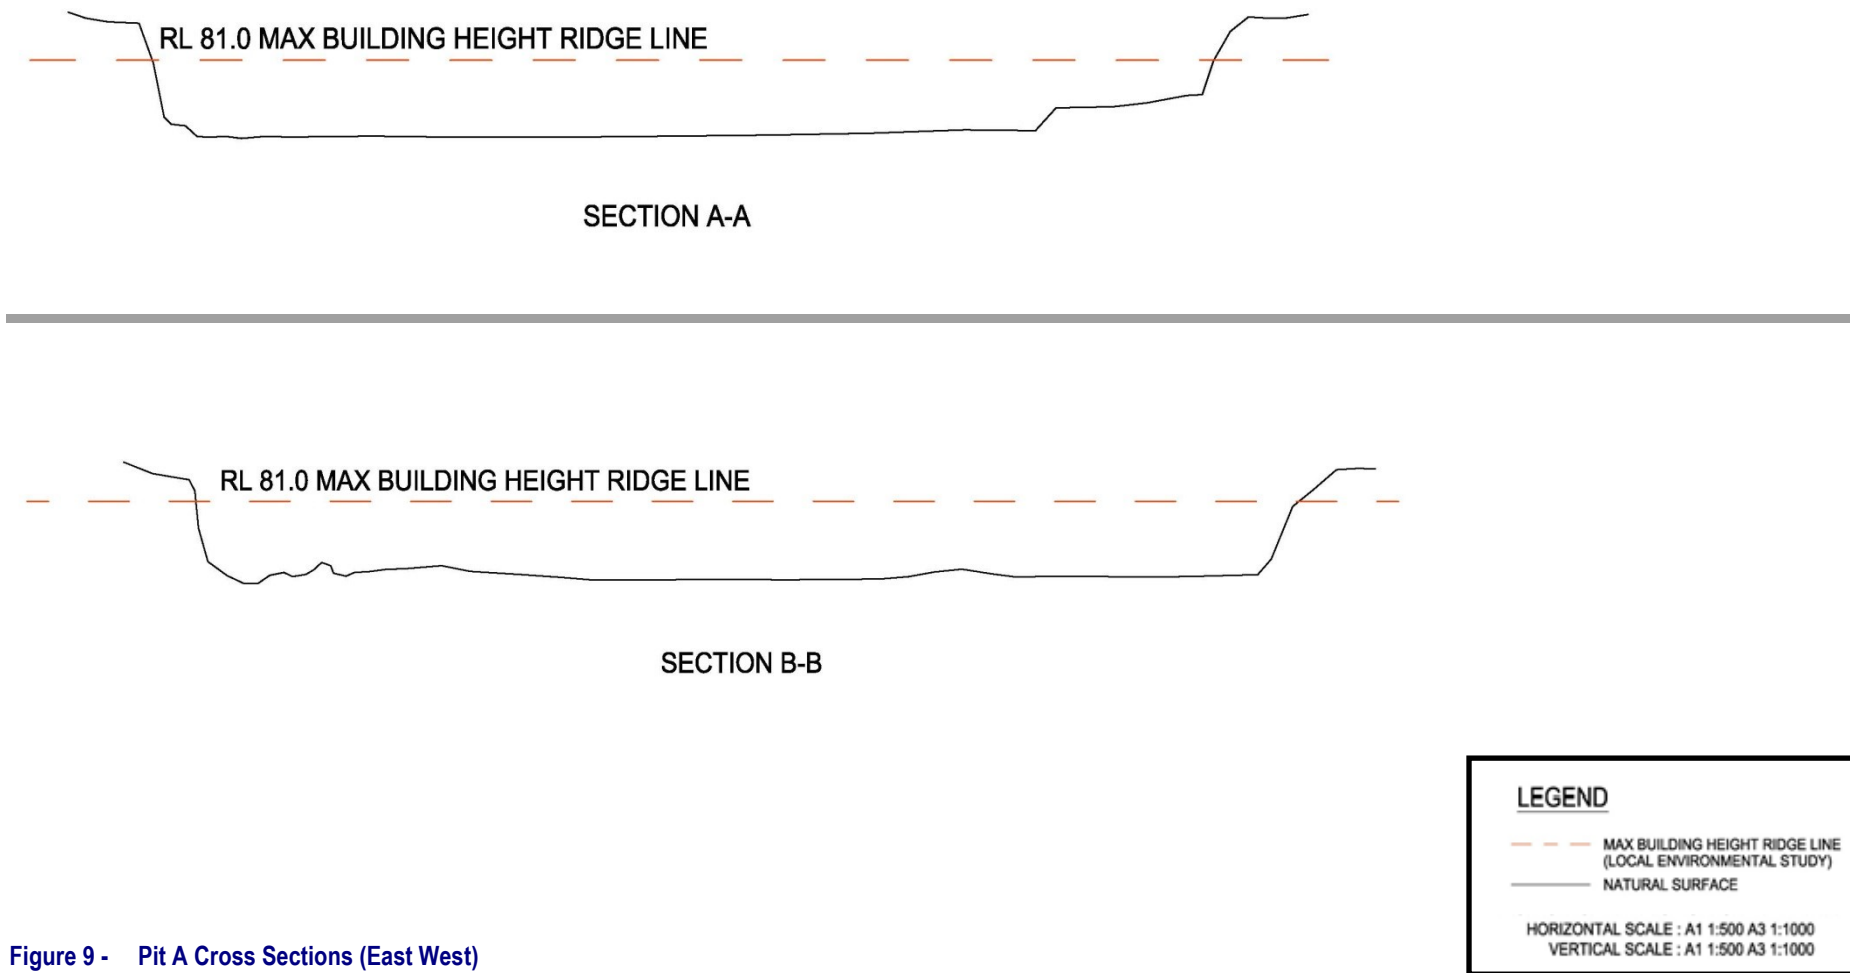 RL 81.0 MAX BUILDING HEIGHT RIDGE LINE
SECTION A-A
RL 81.0 MAX BUILDING HEIGHT RIDGE LINE
SECTION B-B
LEGEND
MAX BUILDING HEIGHT RIDGE LINE
(LOCAL ENVIRONMENTAL STUDY)
NATURAL SURFACE
HORIZONTAL SCALE : A1 1:500 A3 1:1000
VERTICAL SCALE : A1 1:500 A3 1:1000
Figure 9 - Pit A Cross Sections (East West)